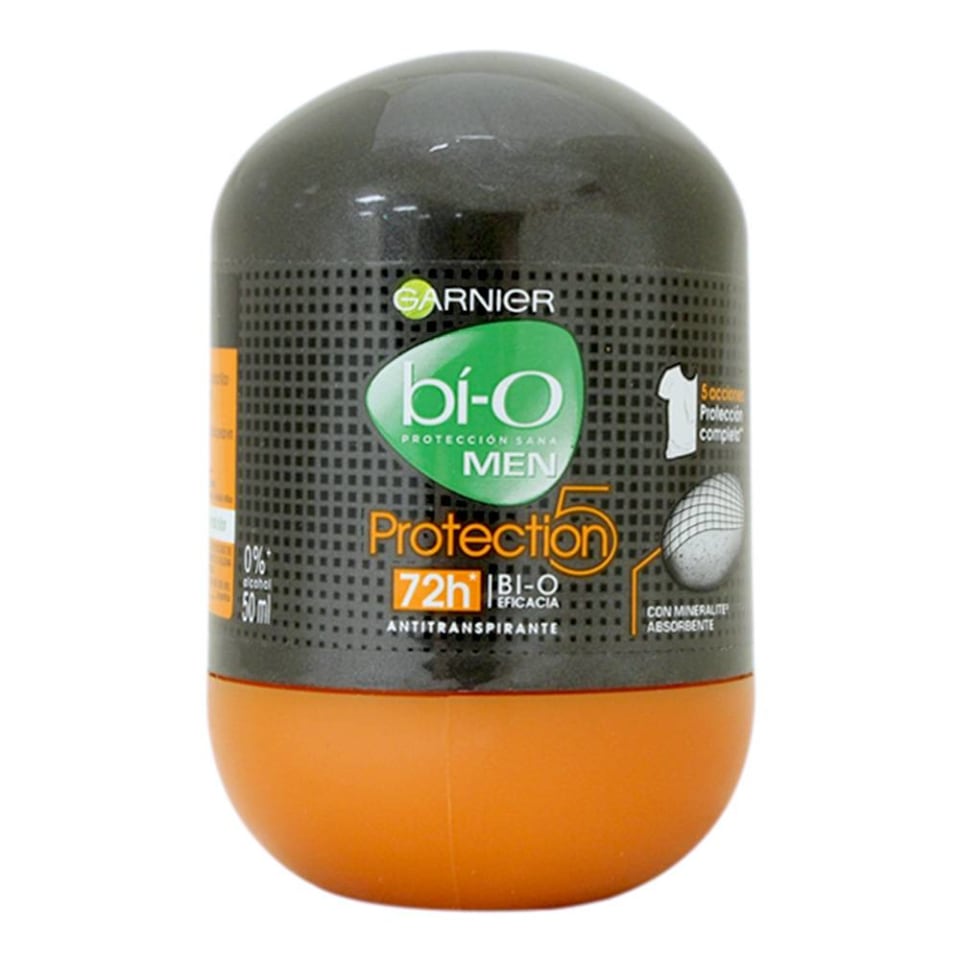 GARNIER
bí-O
PROTECCIÓN SANA
MEN
Protection5
72h* BI-O
EFICACIA
ANTITRANSPIRANTE
0%+
alcohol
50 ml
5 acciones
Protección
completa
CON MINERALITE
ABSORBENTE